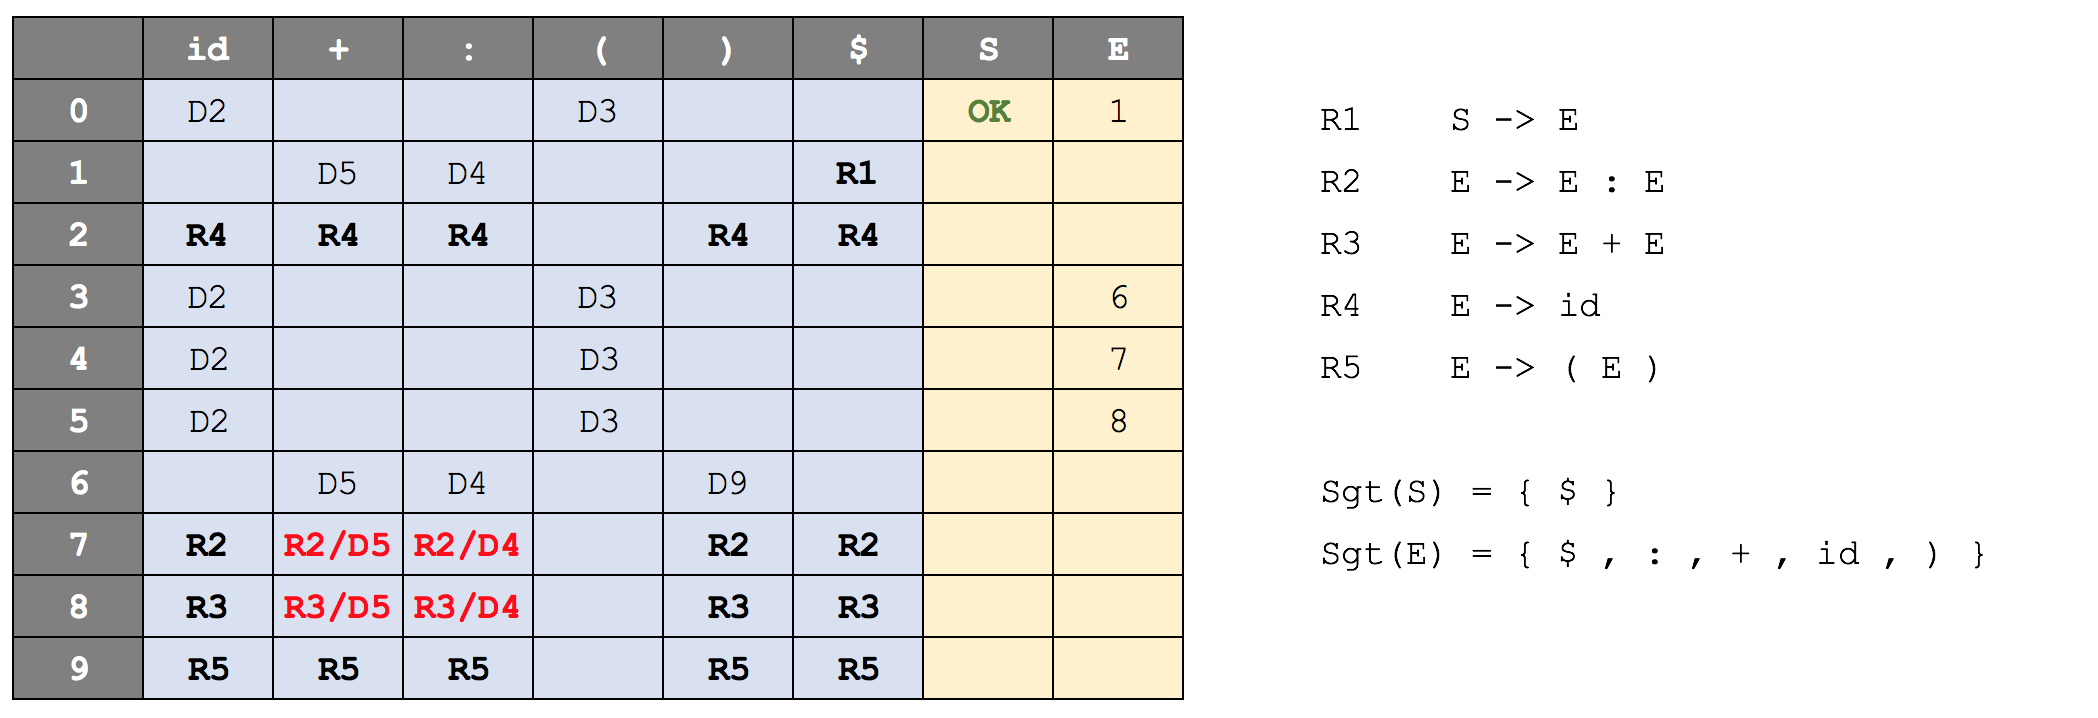 id + : ( ) $ S E
0 D2 D3 OK 1
1 D5 D4 R1
2 R4 R4 R4 R4 R4
3 D2 D3 6
4 D2 D3 7
5 D2 D3 8
6 D5 D4 D9
7 R2 R2/D5 R2/D4 R2 R2
8 R3 R3/D5 R3/D4 R3 R3
9 R5 R5 R5 R5 R5
R1 S -> E
R2 E -> E : E
R3 E -> E + E
R4 E -> id
R5 E -> ( E )
Sgt(S) = { $ }
Sgt(E) = { $ , : , + , id , ) }